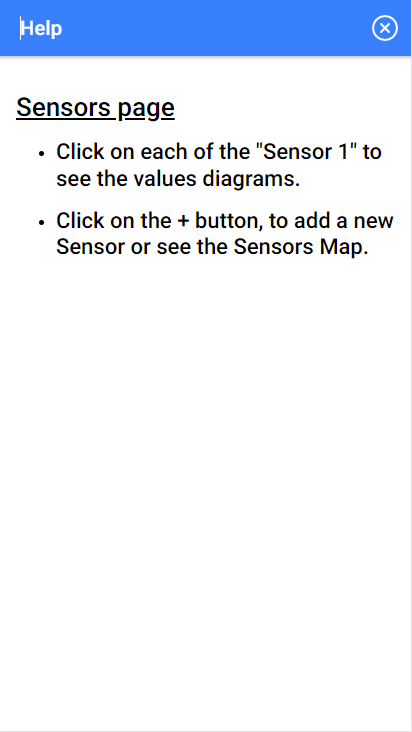 Help
Sensors page
• Click on each of the "Sensor 1" to
see the values diagrams.
• Click on the + button, to add a new
Sensor or see the Sensors Map.